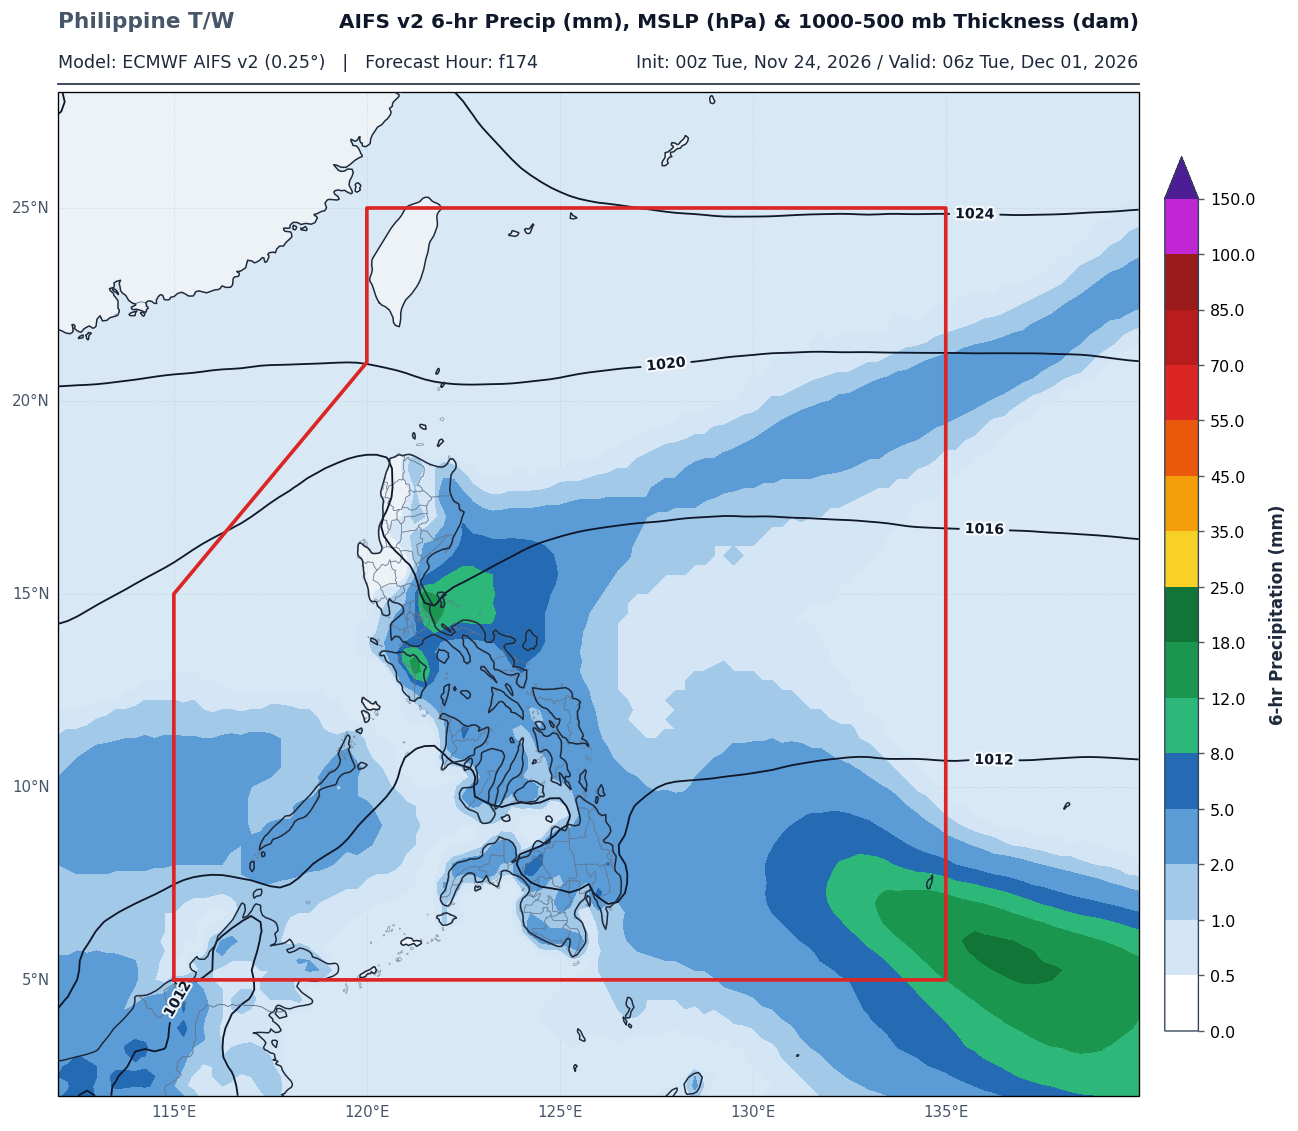 Philippine T/W
AIFS v2 6-hr Precip (mm), MSLP (hPa) & 1000-500 mb Thickness (dam)
Model: ECMWF AIFS v2 (0.25°)   |   Forecast Hour: f174
Init: 00z Tue, Nov 24, 2026 / Valid: 06z Tue, Dec 01, 2026
25°N
20°N
15°N
10°N
5°N
1024
1020
1016
1012
1012
115°E
120°E
125°E
130°E
135°E
150.0
100.0
85.0
70.0
55.0
45.0
35.0
25.0
18.0
12.0
8.0
5.0
2.0
1.0
0.5
0.0
6-hr Precipitation (mm)